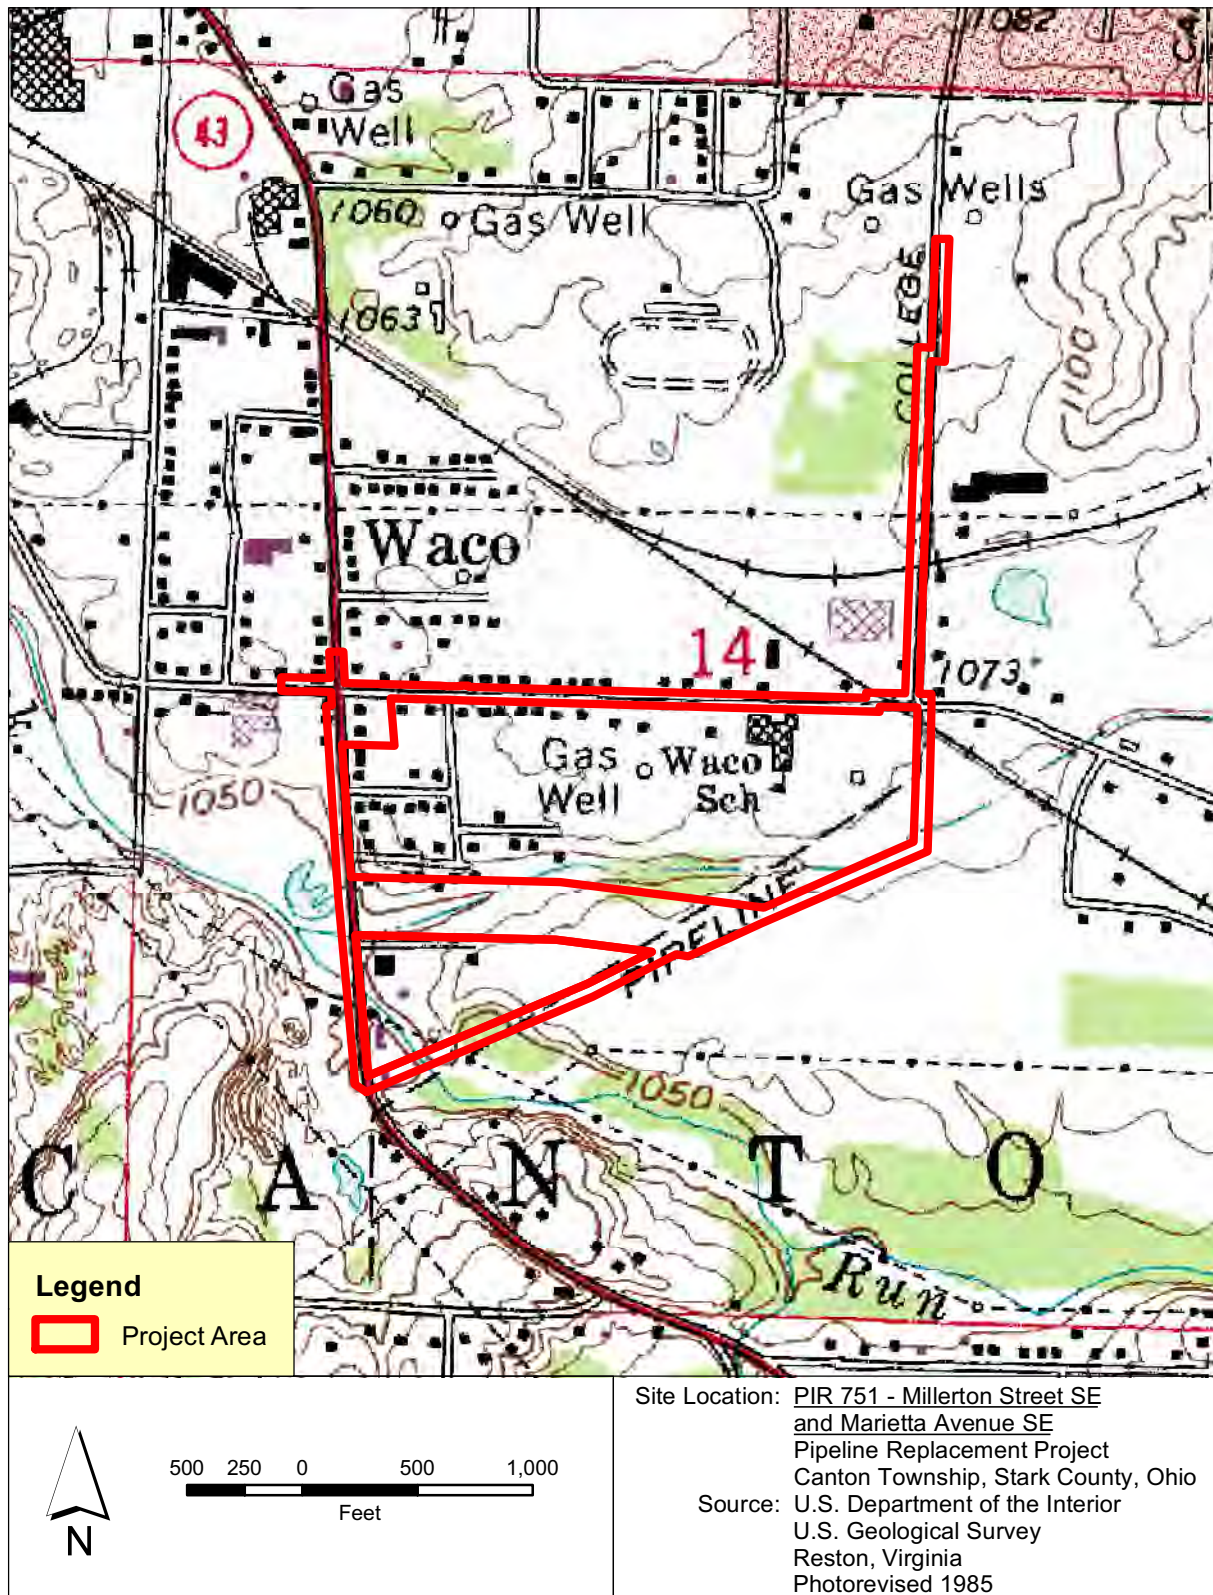 1082
CA
Gas
Well
43
Gas Wells
1060
Gas Well
COLLEGE
1063
1100
Waco
14
1073
Gas
Well
Waco
Sch
1050
PIPELINE
1050
C A N T O
Run
Legend
Project Area
500 250 0 500 1,000
Feet
N
Site Location: PIR 751 - Millerton Street SE
and Marietta Avenue SE
Pipeline Replacement Project
Canton Township, Stark County, Ohio
Source: U.S. Department of the Interior
U.S. Geological Survey
Reston, Virginia
Photorevised 1985